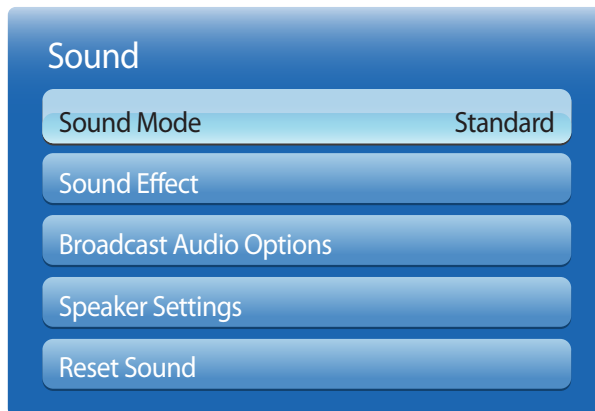 Sound
Sound Mode Standard
Sound Effect
Broadcast Audio Options
Speaker Settings
Reset Sound